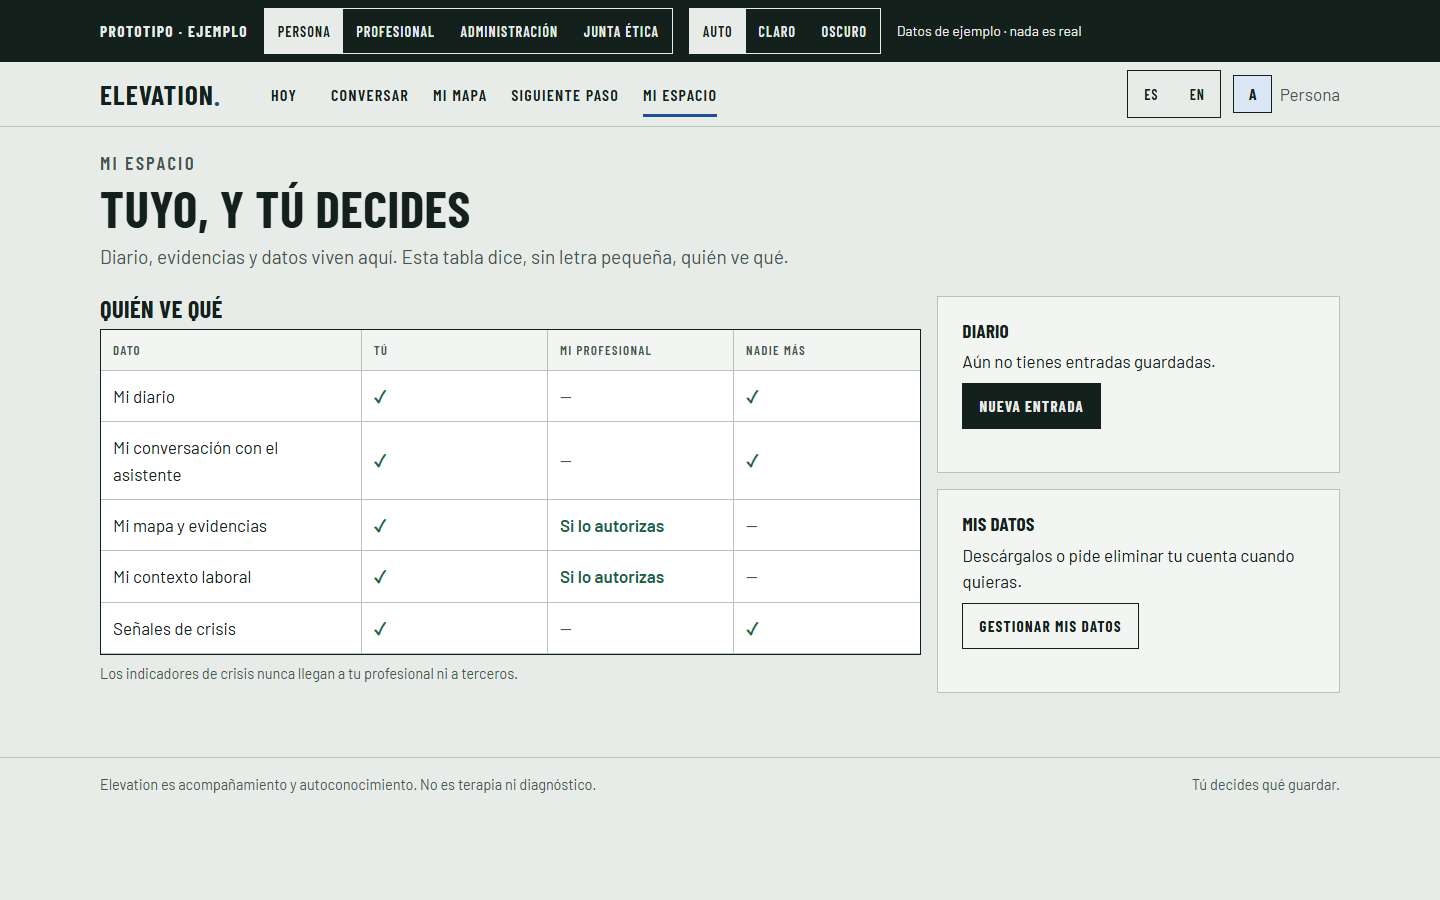 PROTOTIPO · EJEMPLO PERSONA PROFESIONAL ADMINISTRACIÓN JUNTA ÉTICA AUTO CLARO OSCURO Datos de ejemplo · nada es real
ELEVATION. HOY CONVERSAR MI MAPA SIGUIENTE PASO MI ESPACIO ES EN A Persona
MI ESPACIO
TUYO, Y TÚ DECIDES
Diario, evidencias y datos viven aquí. Esta tabla dice, sin letra pequeña, quién ve qué.
QUIÉN VE QUÉ
DATO TÚ MI PROFESIONAL NADIE MÁS
Mi diario ✓ — ✓
Mi conversación con el
asistente ✓ — ✓
Mi mapa y evidencias ✓ Si lo autorizas —
Mi contexto laboral ✓ Si lo autorizas —
Señales de crisis ✓ — ✓
Los indicadores de crisis nunca llegan a tu profesional ni a terceros.
DIARIO
Aún no tienes entradas guardadas.
NUEVA ENTRADA
MIS DATOS
Descárgalos o pide eliminar tu cuenta cuando
quieras.
GESTIONAR MIS DATOS
Elevation es acompañamiento y autoconocimiento. No es terapia ni diagnóstico.
Tú decides qué guardar.